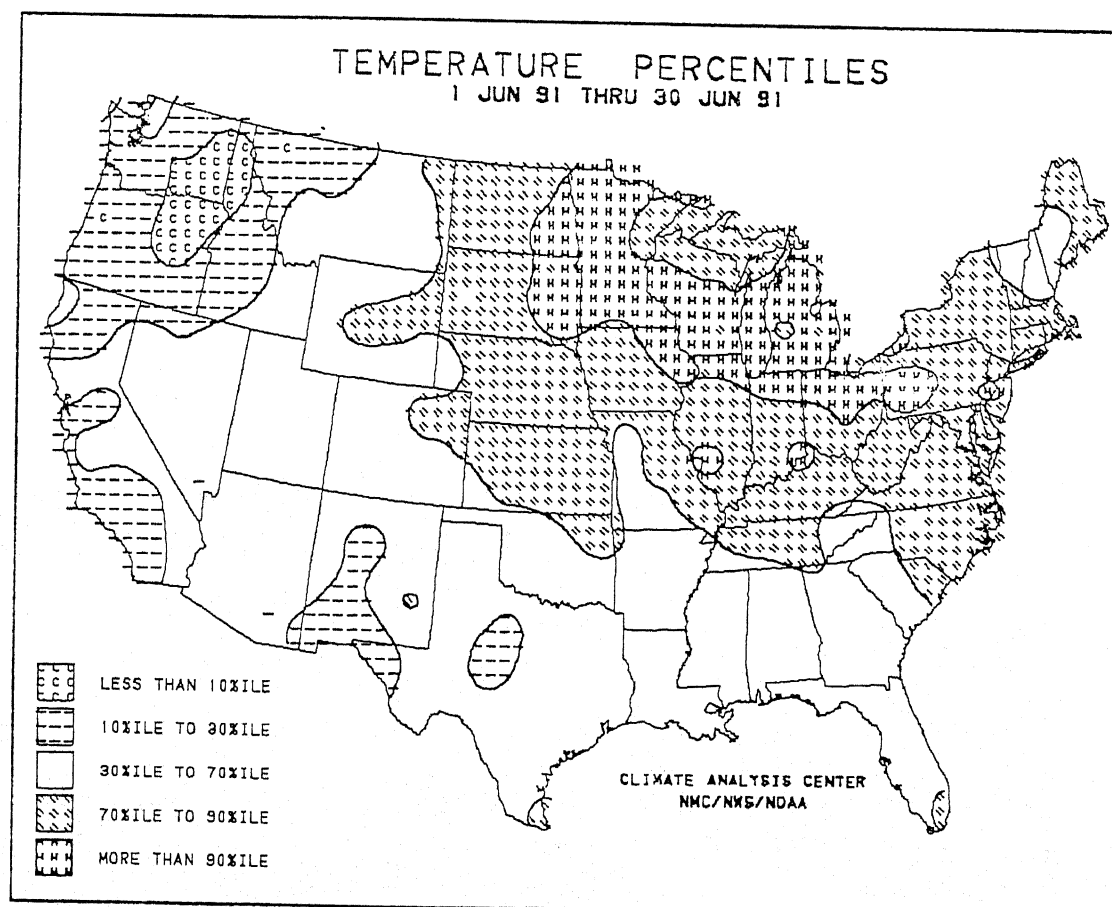 TEMPERATURE PERCENTILES
1 JUN 91 THRU 30 JUN 91
LESS THAN 10%ILE
10%ILE TO 30%ILE
30%ILE TO 70%ILE
70%ILE TO 90%ILE
MORE THAN 90%ILE
CLIMATE ANALYSIS CENTER
NMC/NWS/NOAA